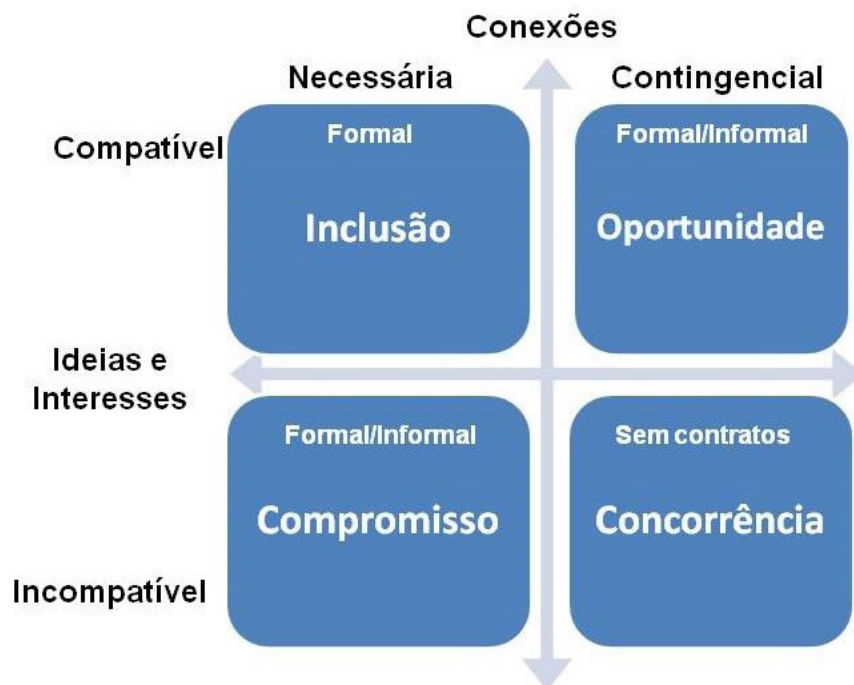 Conexões
Necessária
Contingencial
Compatível
Formal
Inclusão
Formal/Informal
Oportunidade
Ideias e
Interesses
Incompatível
Formal/Informal
Compromisso
Sem contratos
Concorrência